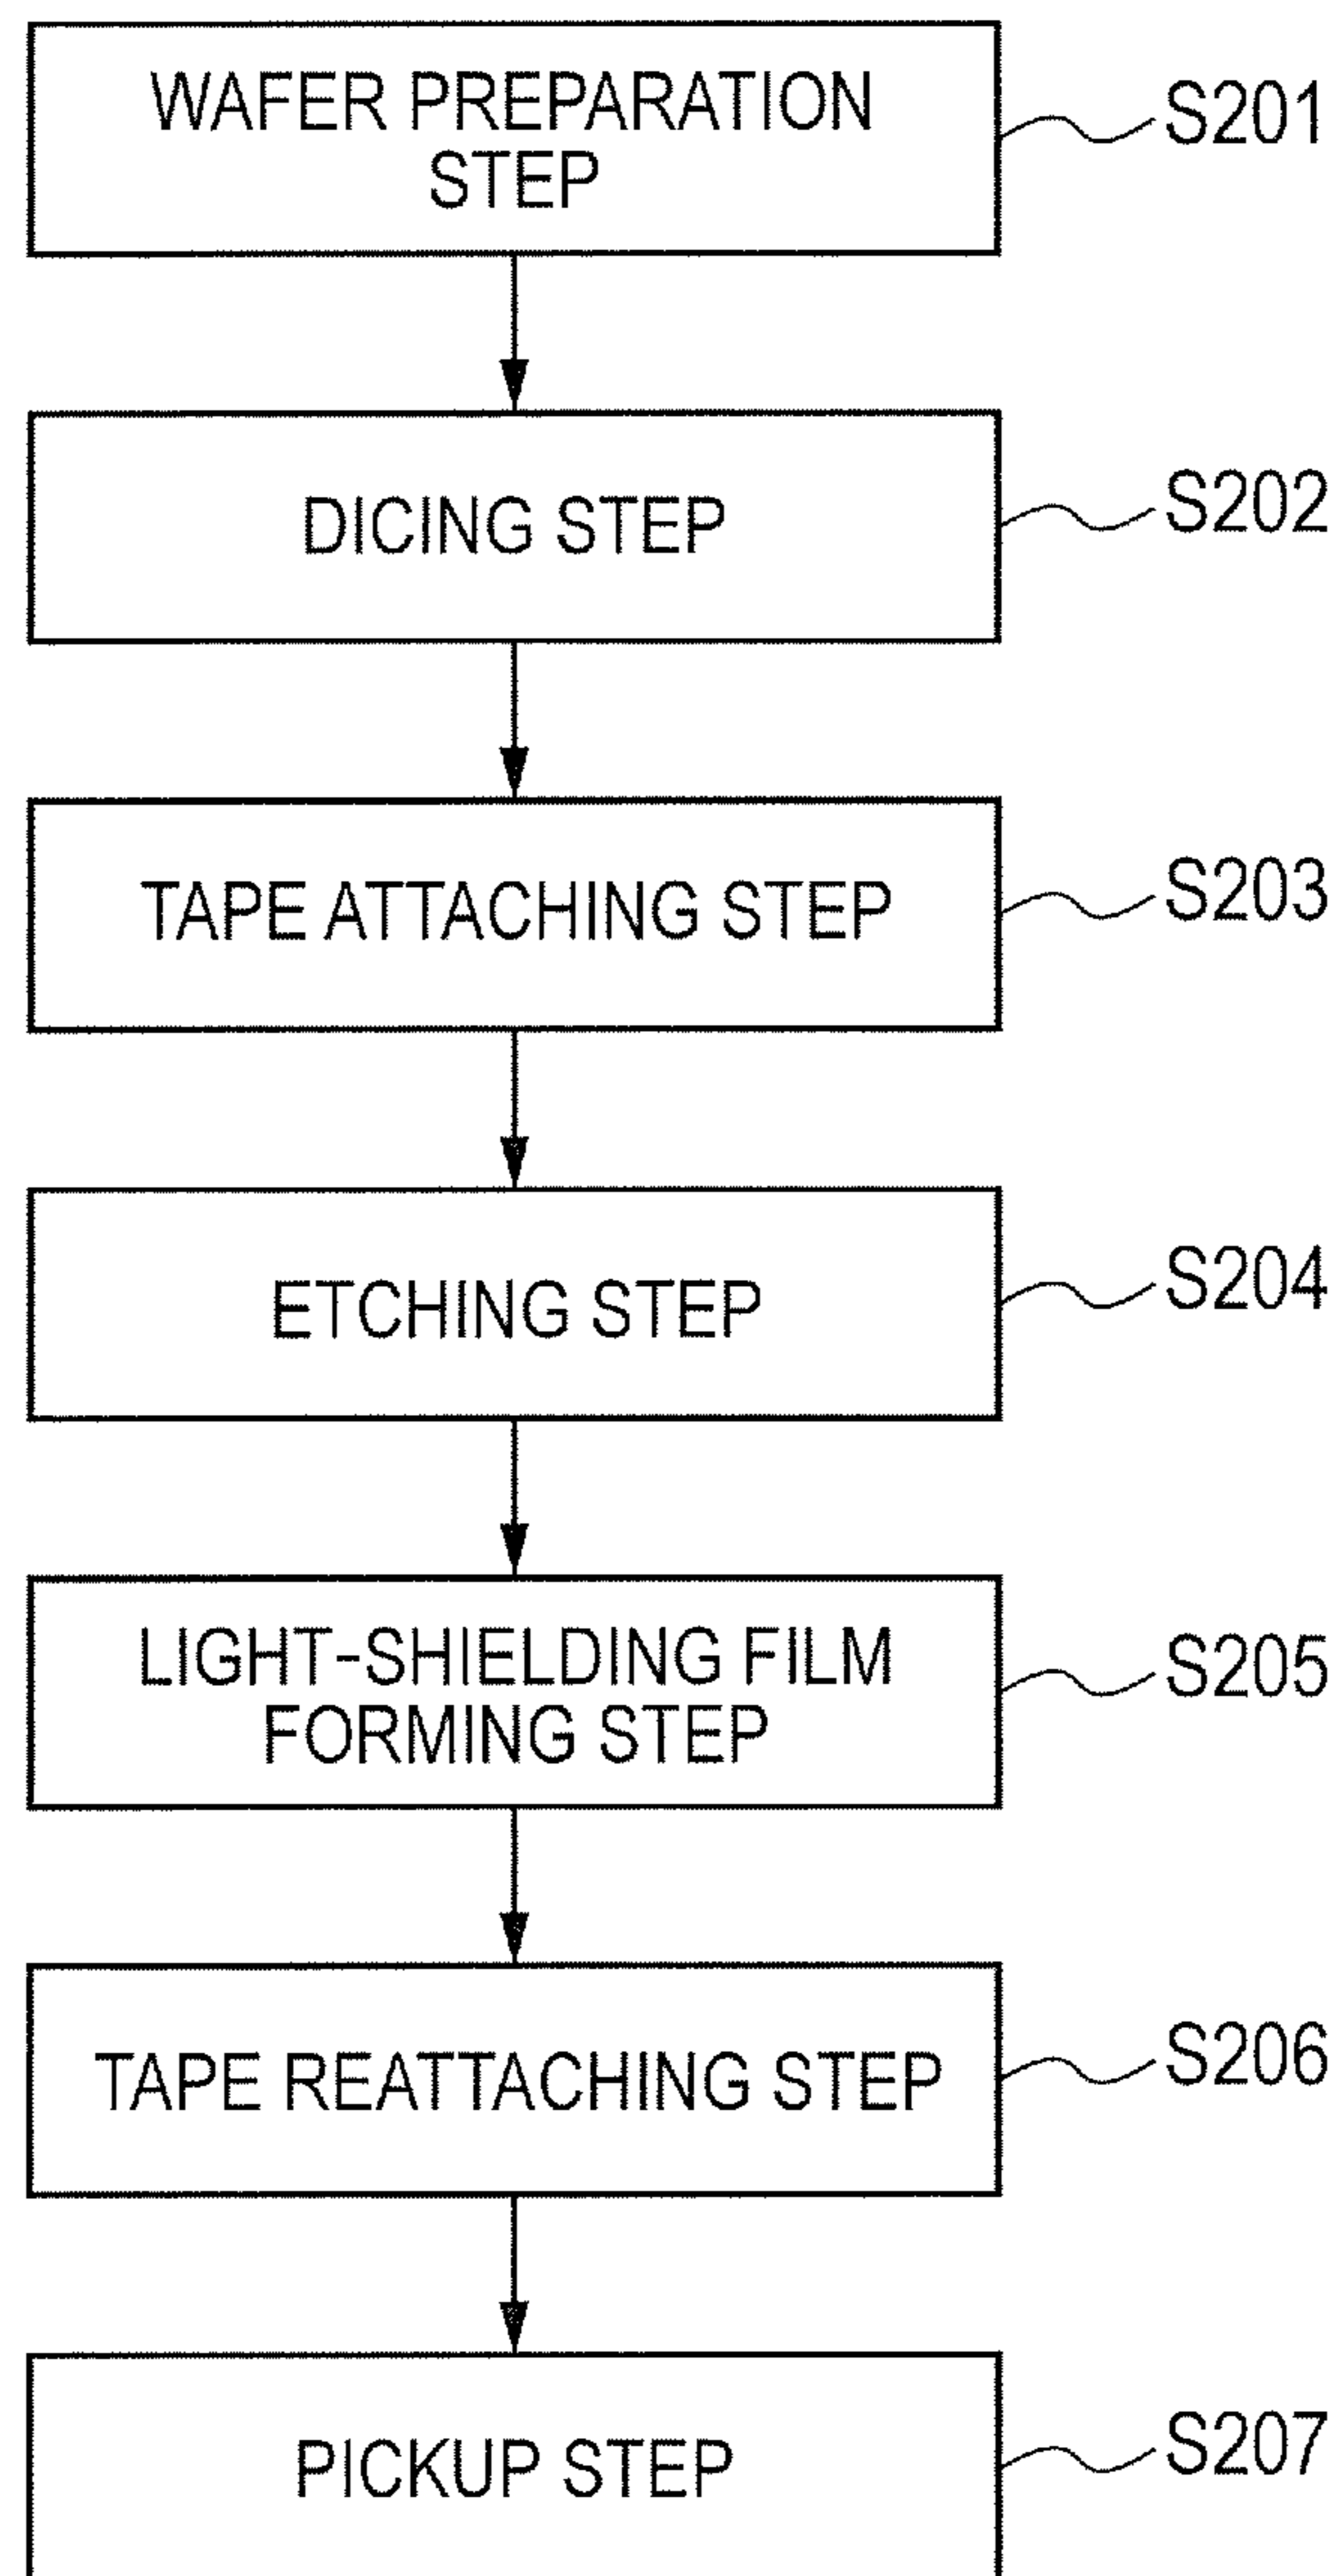 WAFER PREPARATION
STEP
S201
DICING STEP
S202
TAPE ATTACHING STEP
S203
ETCHING STEP
S204
LIGHT-SHIELDING FILM
FORMING STEP
S205
TAPE REATTACHING STEP
S206
PICKUP STEP
S207